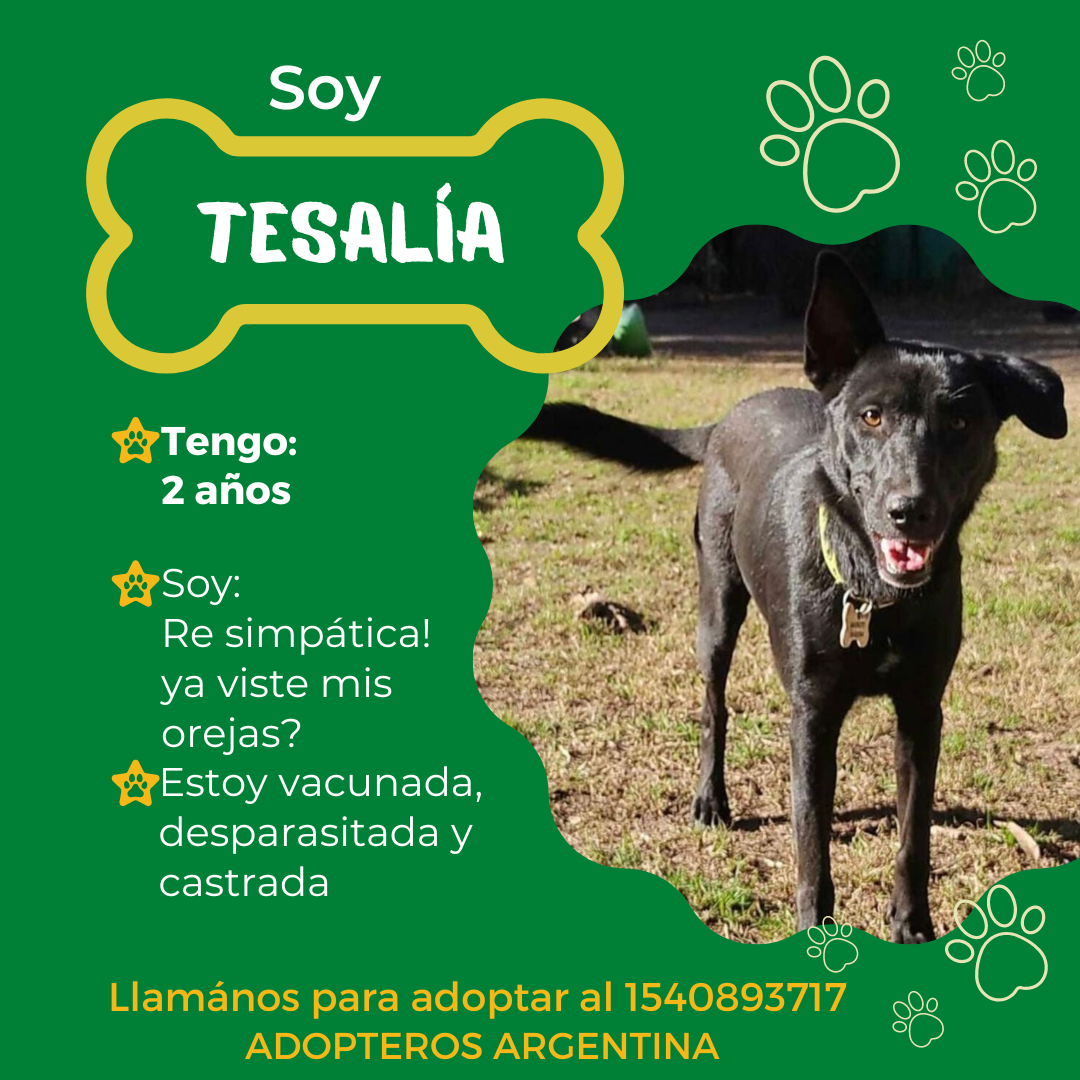 Soy
TESALÍA
Tengo:
2 años
Soy:
Re simpática!
ya viste mis
orejas?
Estoy vacunada,
desparasitada y
castrada
Llamános para adoptar al 1540893717
ADOPTEROS ARGENTINA